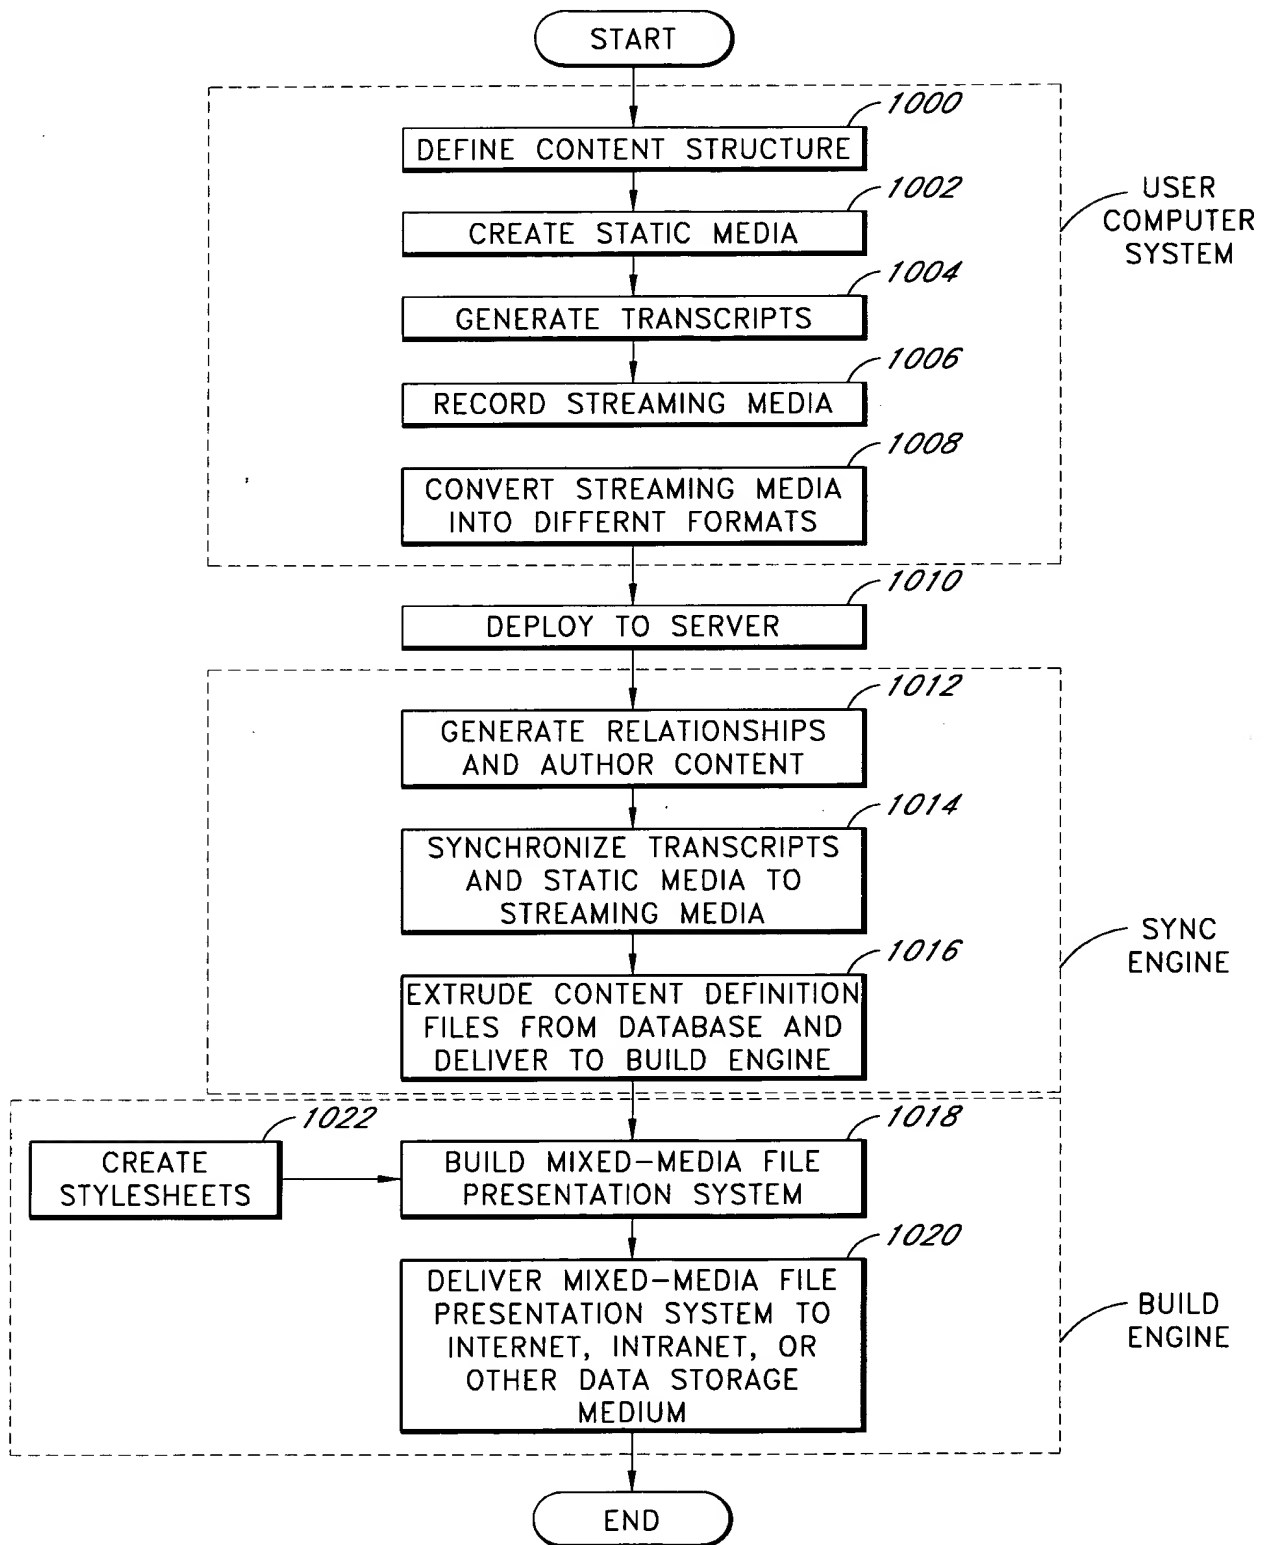 START
1000
DEFINE CONTENT STRUCTURE
1002
CREATE STATIC MEDIA
1004
GENERATE TRANSCRIPTS
1006
RECORD STREAMING MEDIA
1008
CONVERT STREAMING MEDIA
INTO DIFFERNT FORMATS
USER
COMPUTER
SYSTEM
1010
DEPLOY TO SERVER
1012
GENERATE RELATIONSHIPS
AND AUTHOR CONTENT
1014
SYNCHRONIZE TRANSCRIPTS
AND STATIC MEDIA TO
STREAMING MEDIA
1016
EXTRUDE CONTENT DEFINITION
FILES FROM DATABASE AND
DELIVER TO BUILD ENGINE
SYNC
ENGINE
1022
CREATE
STYLESHEETS
1018
BUILD MIXED-MEDIA FILE
PRESENTATION SYSTEM
1020
DELIVER MIXED-MEDIA FILE
PRESENTATION SYSTEM TO
INTERNET, INTRANET, OR
OTHER DATA STORAGE
MEDIUM
BUILD
ENGINE
END